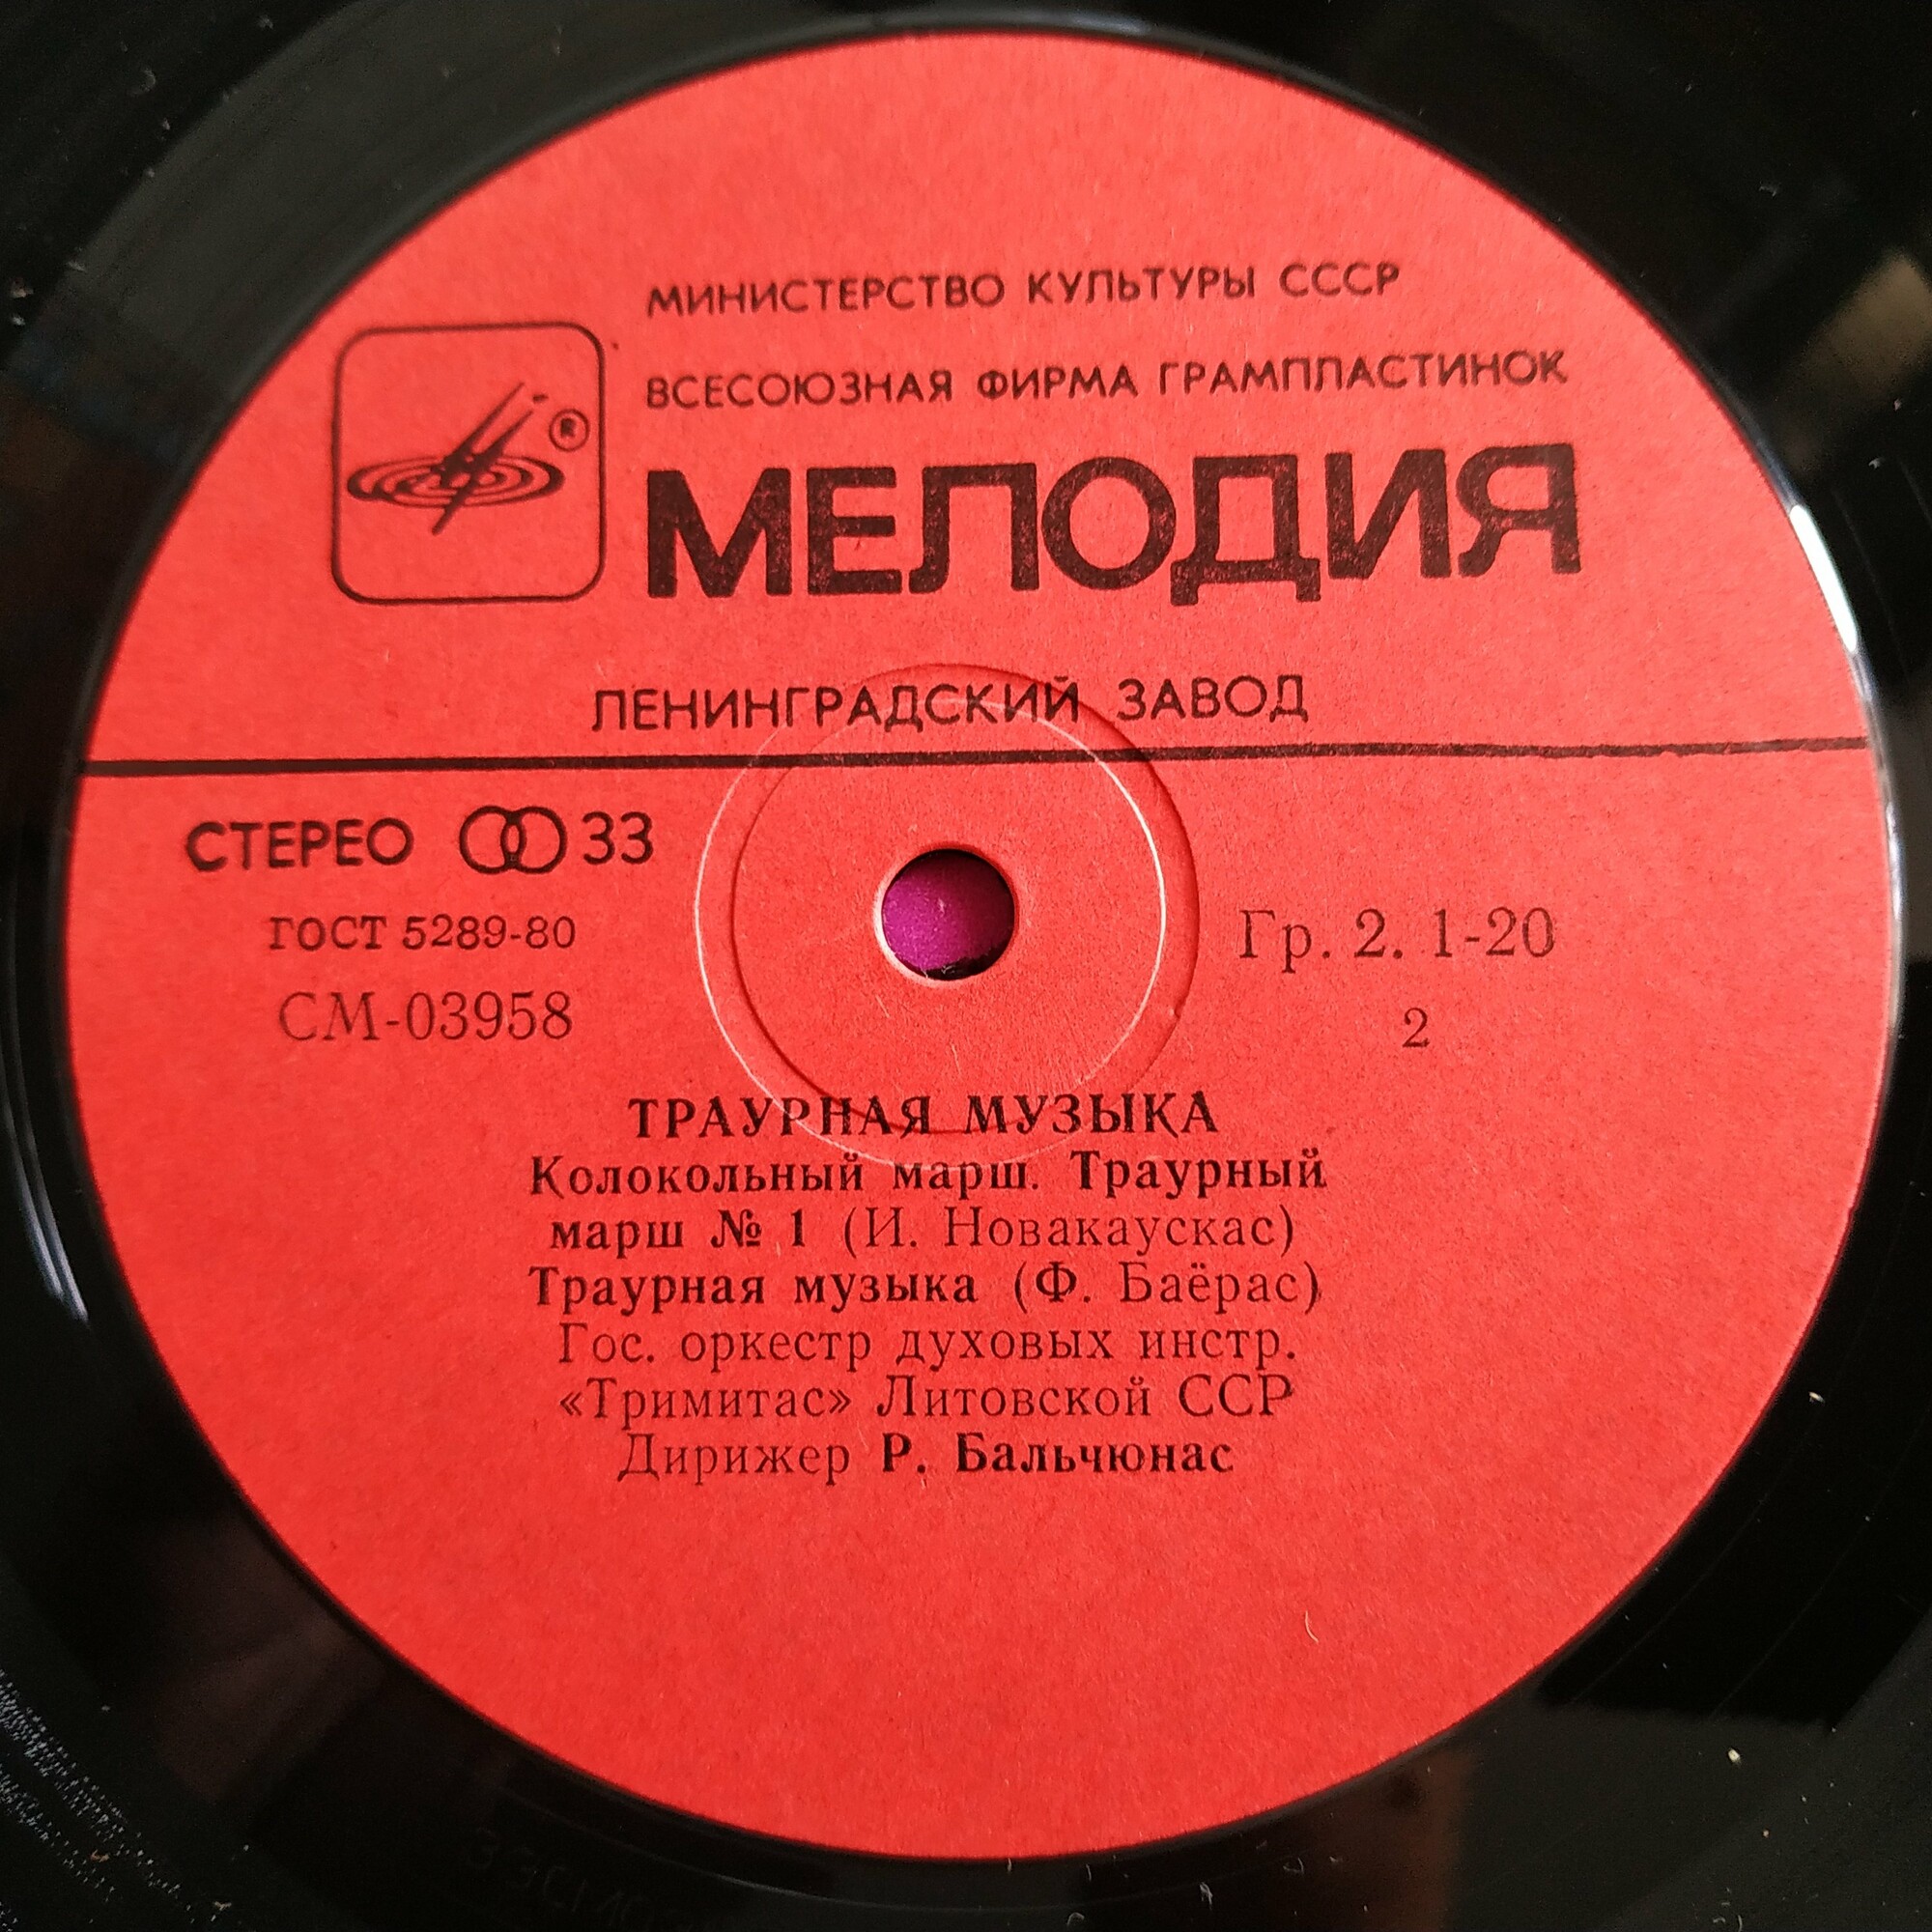 МИНИСТЕРСТВО КУЛЬТУРЫ СССР
ВСЕСОЮЗНАЯ ФИРМА ГРАМПЛАСТИНОК
®
МЕЛОДИЯ
ЛЕНИНГРАДСКИЙ ЗАВОД
СТЕРЕО 33
ГОСТ 5289-80
СМ-03958
Гр. 2. 1-20
2
ТРАУРНАЯ МУЗЫКА
Колокольный марш. Траурный
марш № 1 (И. Новакаускас)
Траурная музыка (Ф. Баёрас)
Гос. оркестр духовых инстр.
«Тримитас» Литовской ССР
Дирижер Р. Бальчюнас